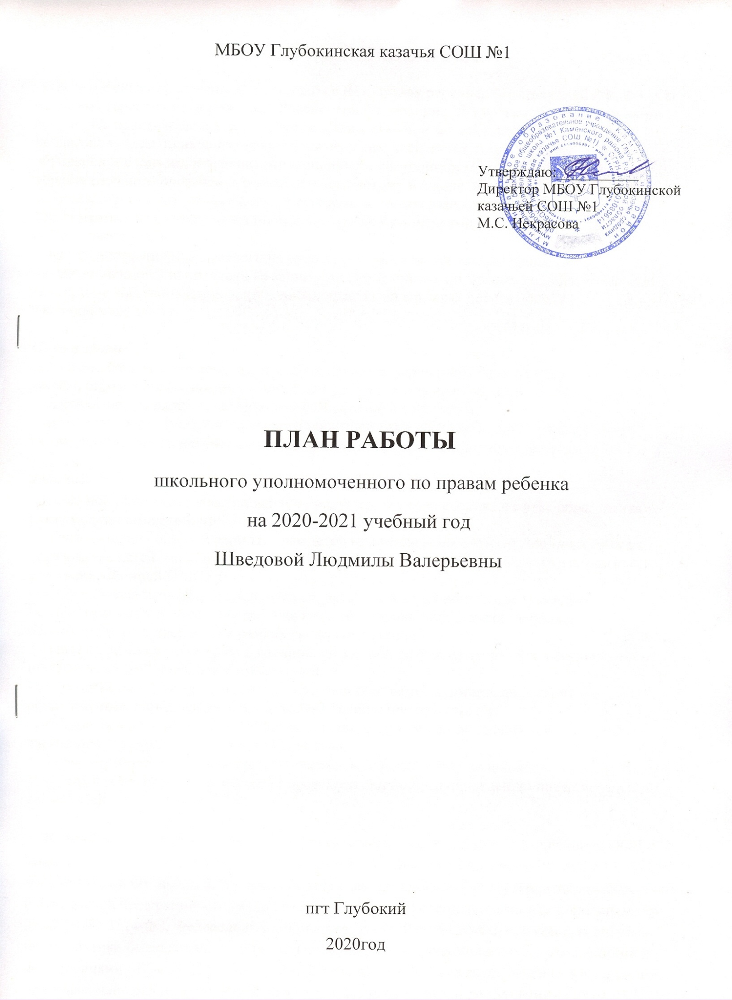 МБОУ Глубокинская казачья СОШ №1
Утверждаю:
Директор МБОУ Глубокинской
казачьей СОШ №1
М.С. Некрасова
ПЛАН РАБОТЫ
школьного уполномоченного по правам ребенка
на 2020-2021 учебный год
Шведовой Людмилы Валерьевны
пгт Глубокий
2020год